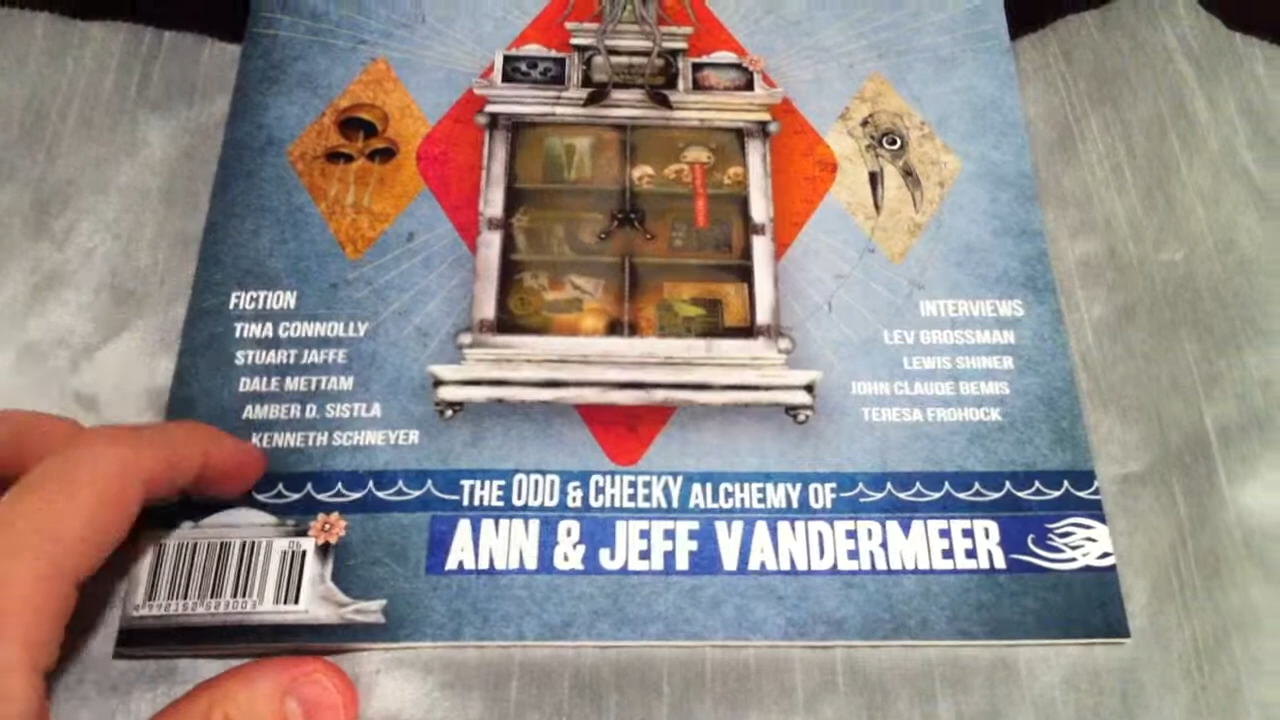 FICTION
TINA CONNOLLY
STUART JAFFE
DALE METTAM
AMBER D. SISTLA
KENNETH SCHNEYER
INTERVIEWS
LEV GROSSMAN
LEWIS SHINER
JOHN CLAUDE BEMIS
TERESA FROHOCK
THE ODD & CHEEKY ALCHEMY OF
ANN & JEFF VANDERMEER
06